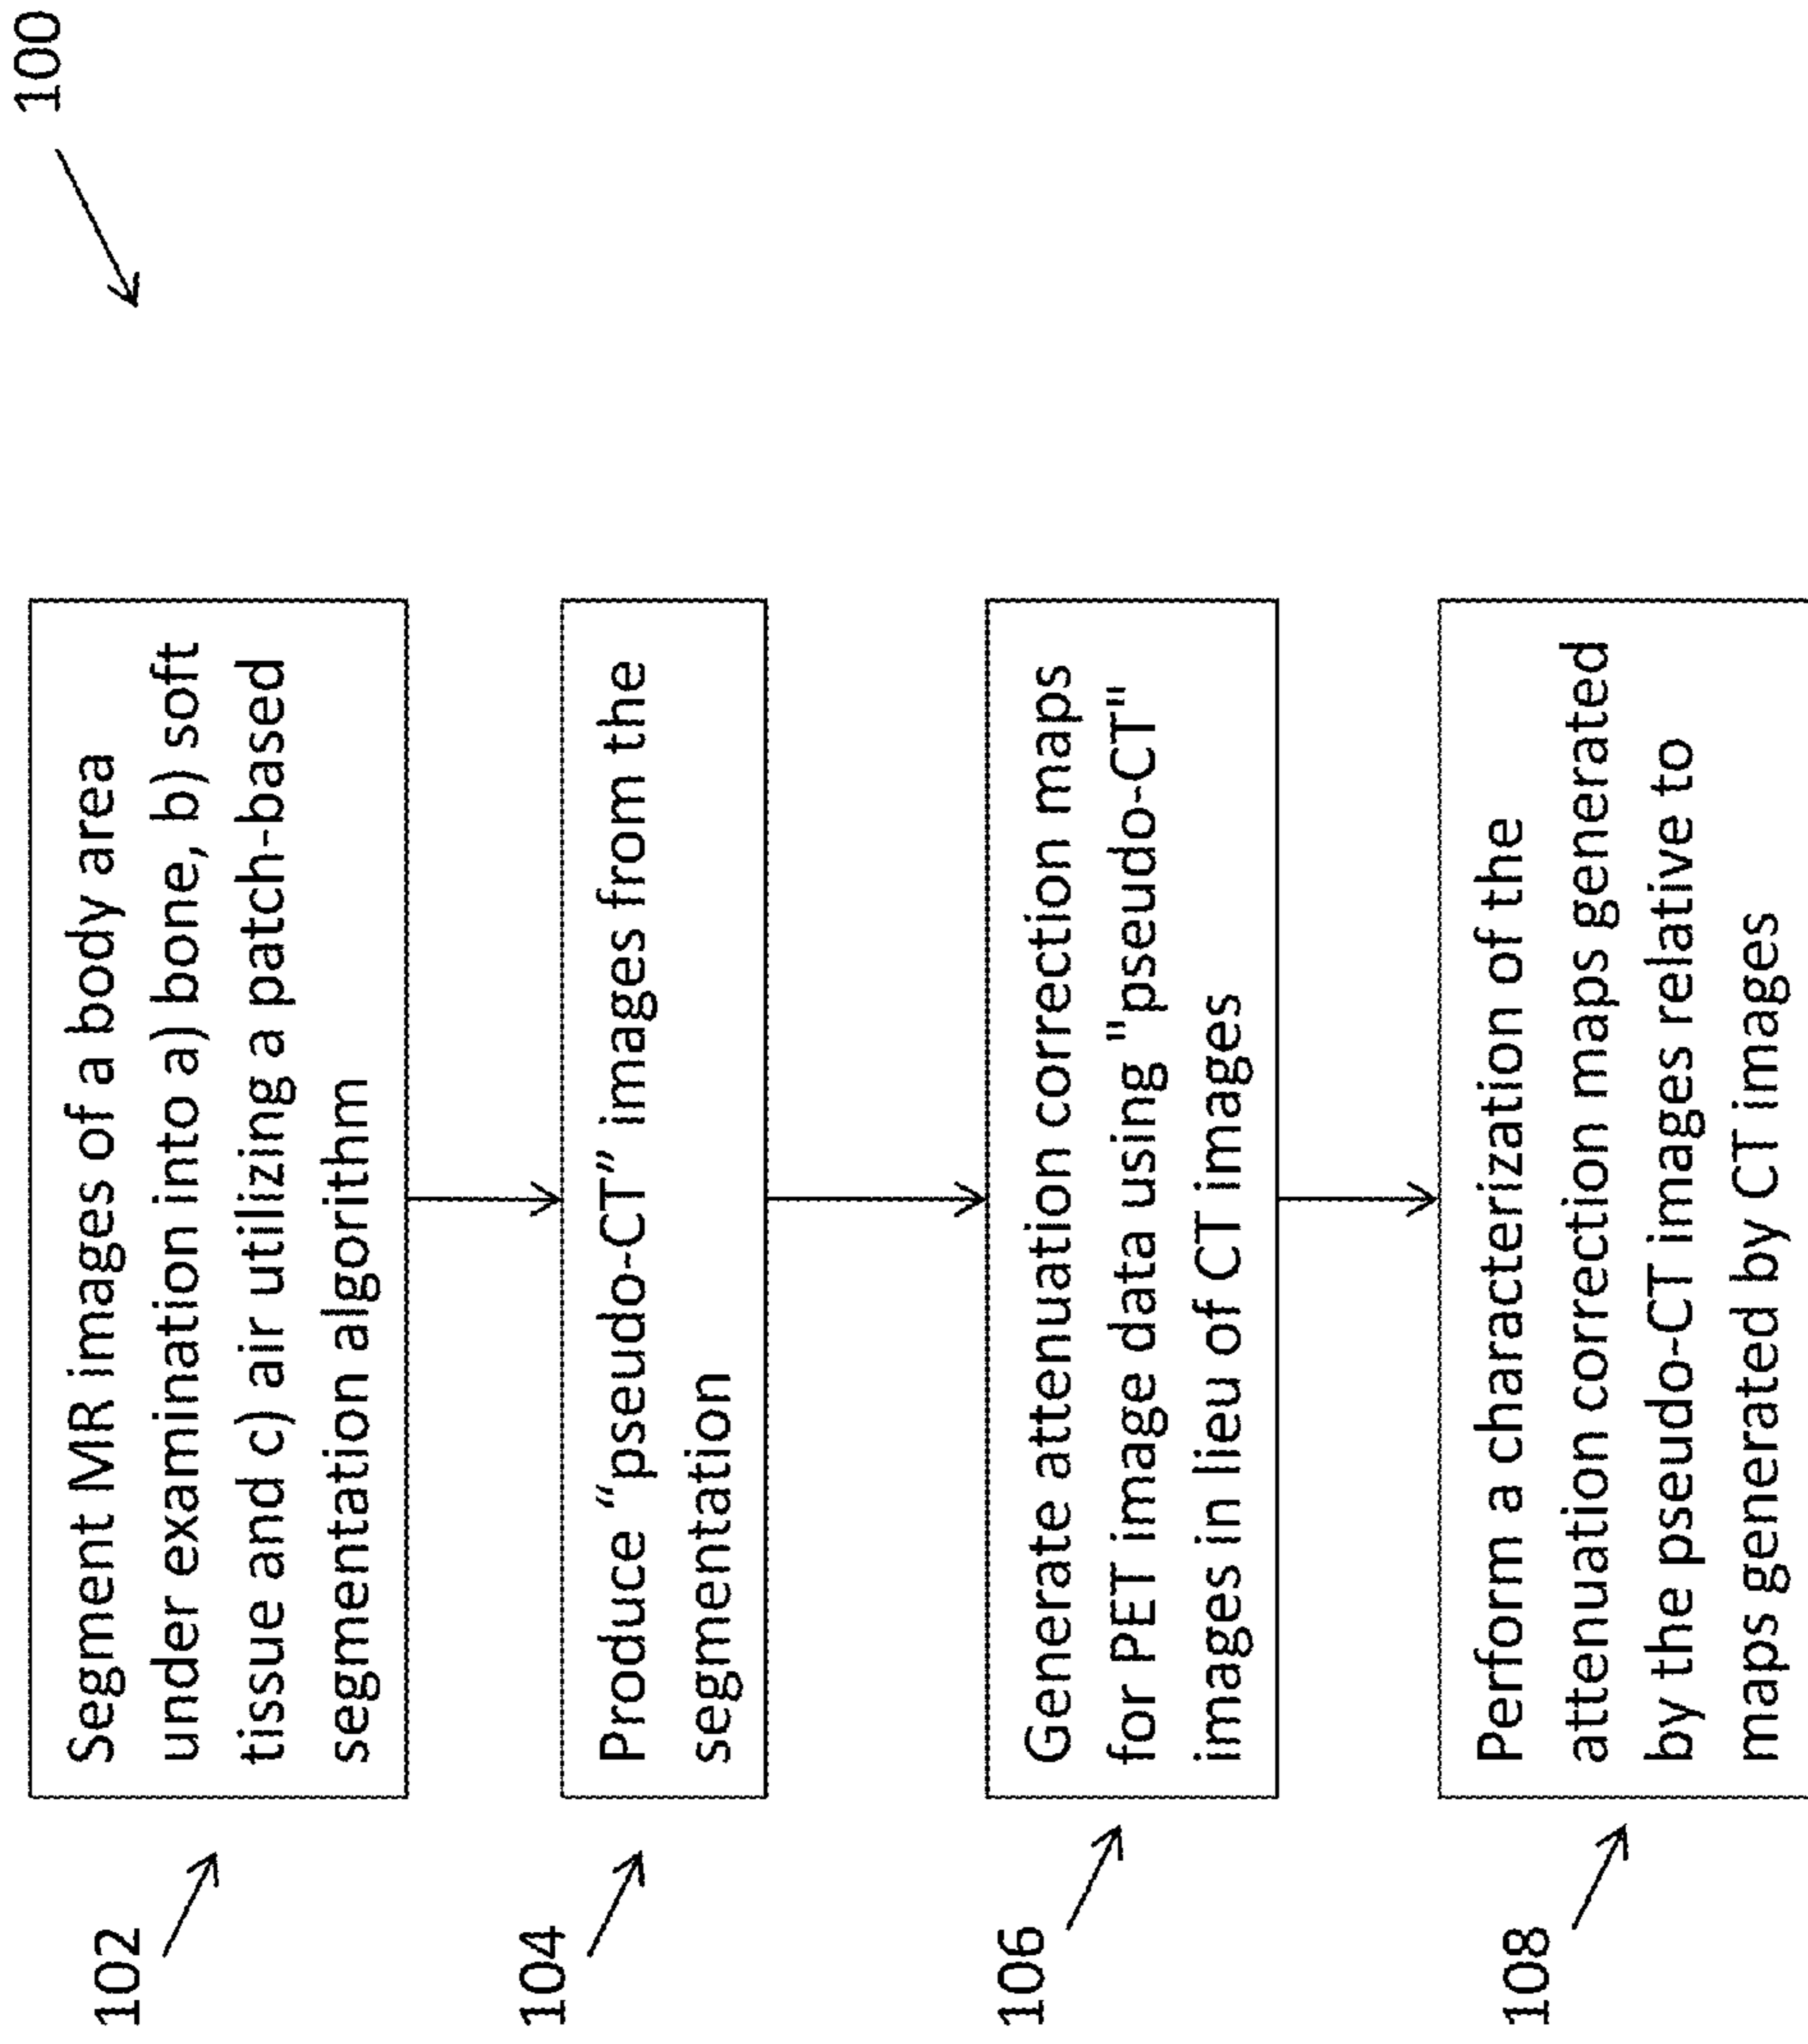 100
102
Segment MR images of a body area
under examination into a) bone, b) soft
tissue and c) air utilizing a patch-based
segmentation algorithm
104
Produce “pseudo-CT” images from the
segmentation
106
Generate attenuation correction maps
for PET image data using "pseudo-CT"
images in lieu of CT images
108
Perform a characterization of the
attenuation correction maps generated
by the pseudo-CT images relative to
maps generated by CT images